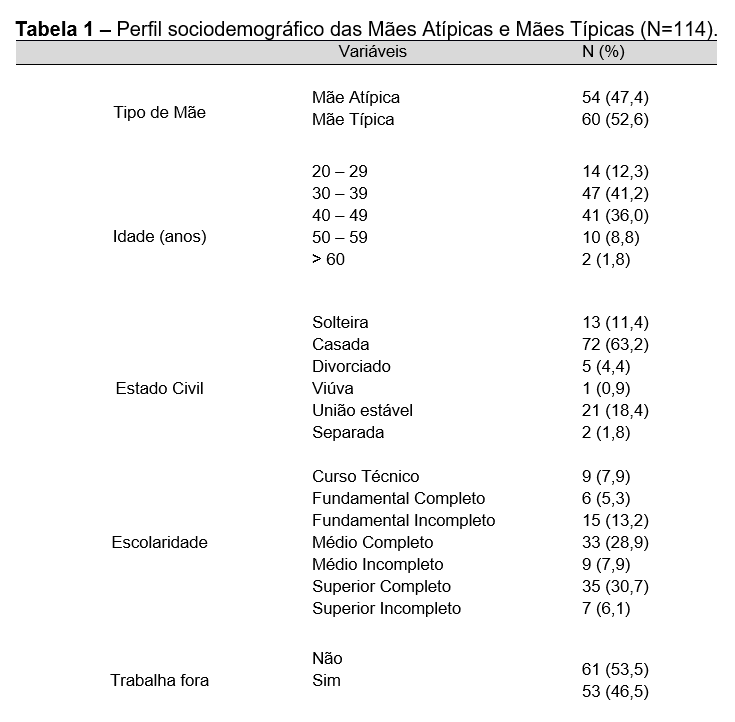 Tabela 1 – Perfil sociodemográfico das Mães Atípicas e Mães Típicas (N=114).
Variáveis N (%)
Mãe Atípica 54 (47,4)
Tipo de Mãe
Mãe Típica 60 (52,6)
20 – 29 14 (12,3)
30 – 39 47 (41,2)
40 – 49 41 (36,0)
Idade (anos) 50 – 59 10 (8,8)
> 60 2 (1,8)
Solteira 13 (11,4)
Casada 72 (63,2)
Divorciado 5 (4,4)
Estado Civil Viúva 1 (0,9)
União estável 21 (18,4)
Separada 2 (1,8)
Curso Técnico 9 (7,9)
Fundamental Completo 6 (5,3)
Fundamental Incompleto 15 (13,2)
Escolaridade Médio Completo 33 (28,9)
Médio Incompleto 9 (7,9)
Superior Completo 35 (30,7)
Superior Incompleto 7 (6,1)
Não 61 (53,5)
Trabalha fora Sim 53 (46,5)